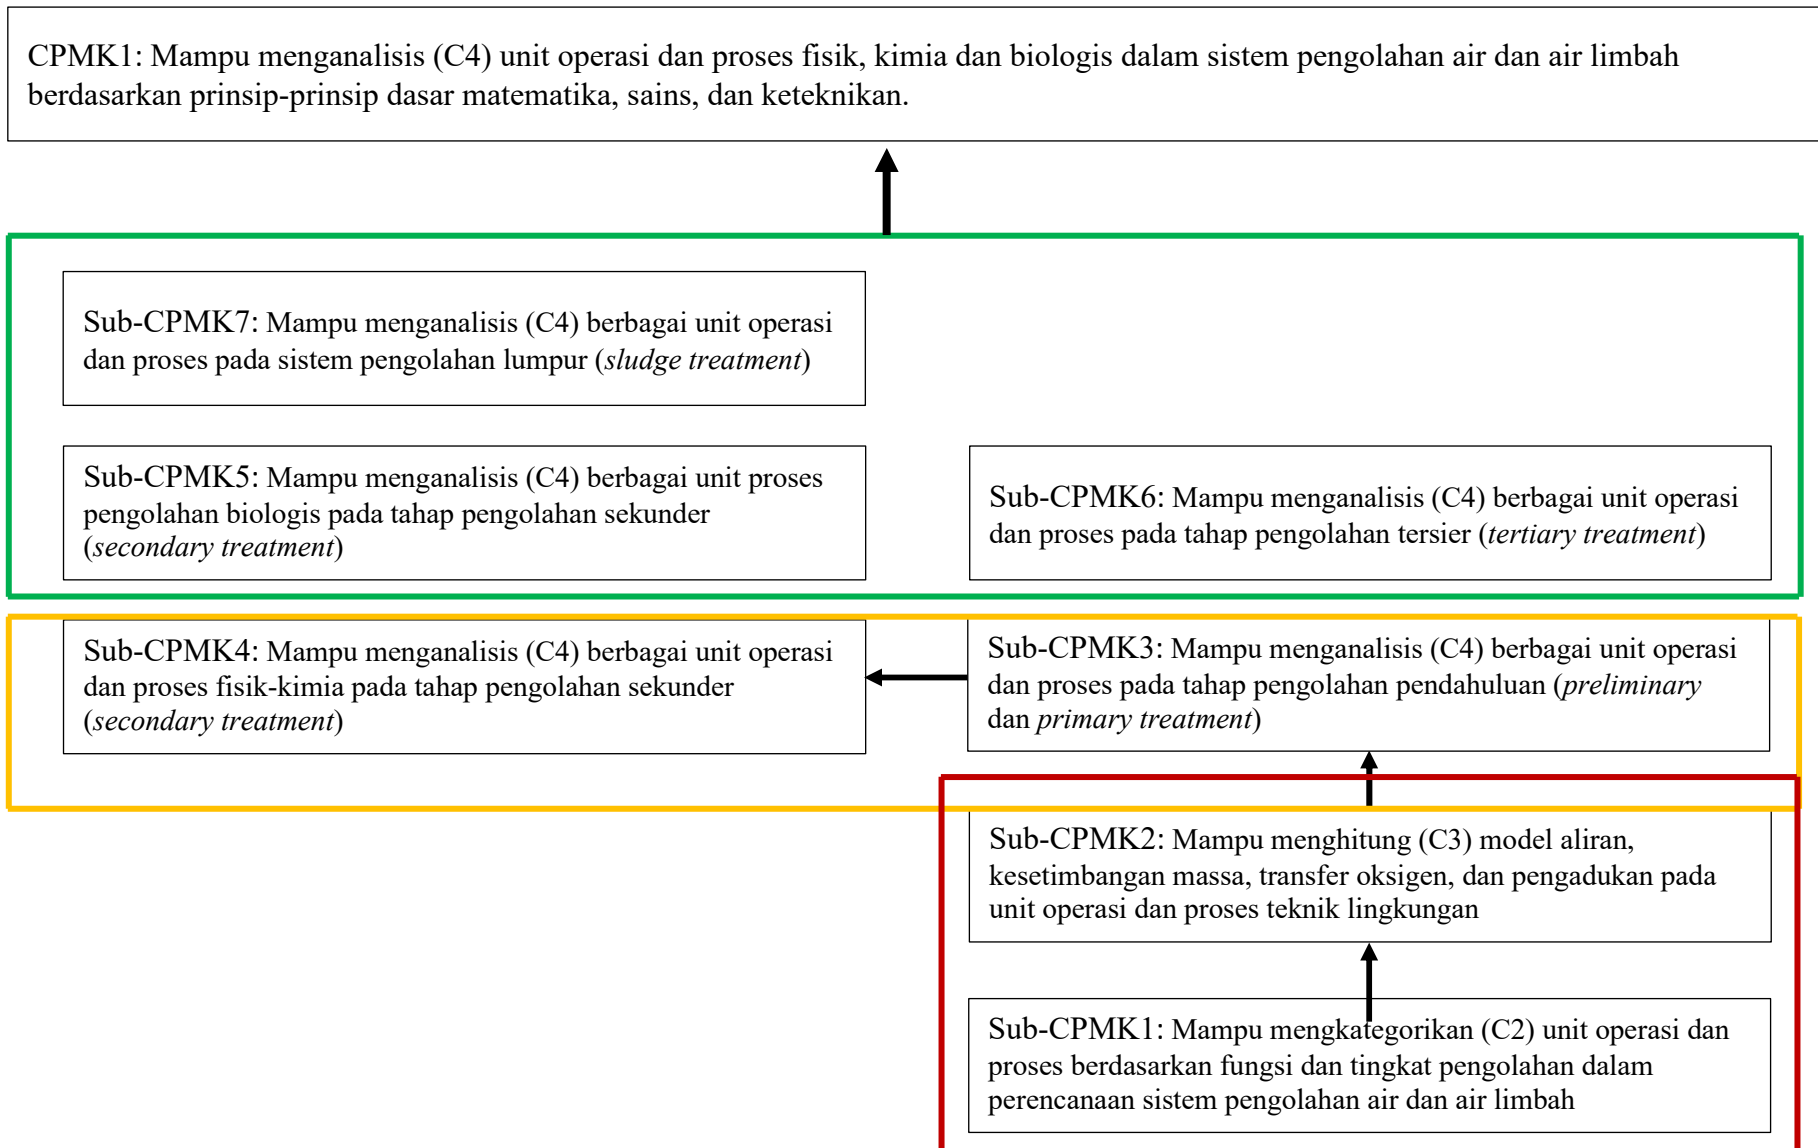 CPMK1: Mampu menganalisis (C4) unit operasi dan proses fisik, kimia dan biologis dalam sistem pengolahan air dan air limbah
berdasarkan prinsip-prinsip dasar matematika, sains, dan keteknikan.
Sub-CPMK7: Mampu menganalisis (C4) berbagai unit operasi
dan proses pada sistem pengolahan lumpur (sludge treatment)
Sub-CPMK5: Mampu menganalisis (C4) berbagai unit proses
pengolahan biologis pada tahap pengolahan sekunder
(secondary treatment)
Sub-CPMK6: Mampu menganalisis (C4) berbagai unit operasi
dan proses pada tahap pengolahan tersier (tertiary treatment)
Sub-CPMK4: Mampu menganalisis (C4) berbagai unit operasi
dan proses fisik-kimia pada tahap pengolahan sekunder
(secondary treatment)
Sub-CPMK3: Mampu menganalisis (C4) berbagai unit operasi
dan proses pada tahap pengolahan pendahuluan (preliminary
dan primary treatment)
Sub-CPMK2: Mampu menghitung (C3) model aliran,
kesetimbangan massa, transfer oksigen, dan pengadukan pada
unit operasi dan proses teknik lingkungan
Sub-CPMK1: Mampu mengkategorikan (C2) unit operasi dan
proses berdasarkan fungsi dan tingkat pengolahan dalam
perencanaan sistem pengolahan air dan air limbah